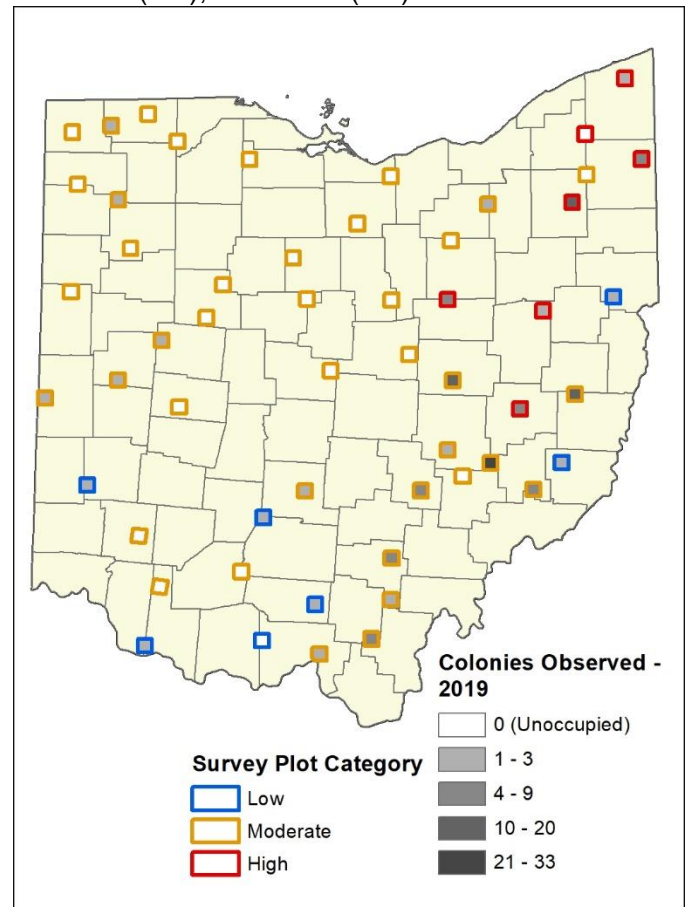 Survey Plot Category
Low
Moderate
High
Colonies Observed -
2019
0 (Unoccupied)
1 - 3
4 - 9
10 - 20
21 - 33